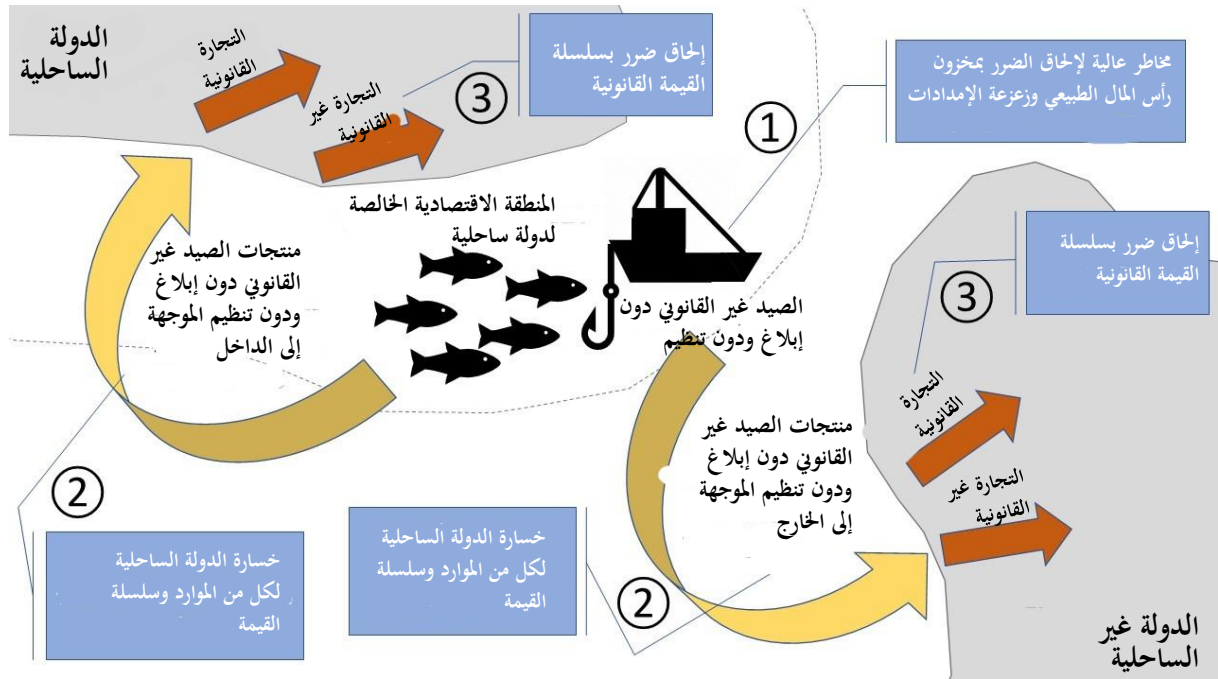 الدولة
الساحلية
التجارة
القانونية
التجارة غير
القانونية
③
إلحاق ضرر بسلسلة
القيمة القانونية
①
مخاطر عالية لإلحاق الضرر بمخزون
رأس المال الطبيعي وزعزعة الإمدادات
المنطقة الاقتصادية الخالصة
لدولة ساحلية
منتجات الصيد غير
القانوني دون إبلاغ
ودون تنظيم الموجهة
إلى الداخل
الصيد غير القانوني دون
إبلاغ ودون تنظيم
إلحاق ضرر بسلسلة
القيمة القانونية
③
التجارة
القانونية
التجارة غير
القانونية
منتجات الصيد غير
القانوني دون إبلاغ
ودون تنظيم الموجهة
إلى الخارج
②
خسارة الدولة الساحلية
لكل من الموارد وسلسلة
القيمة
خسارة الدولة الساحلية
لكل من الموارد وسلسلة
القيمة
②
الدولة غير
الساحلية